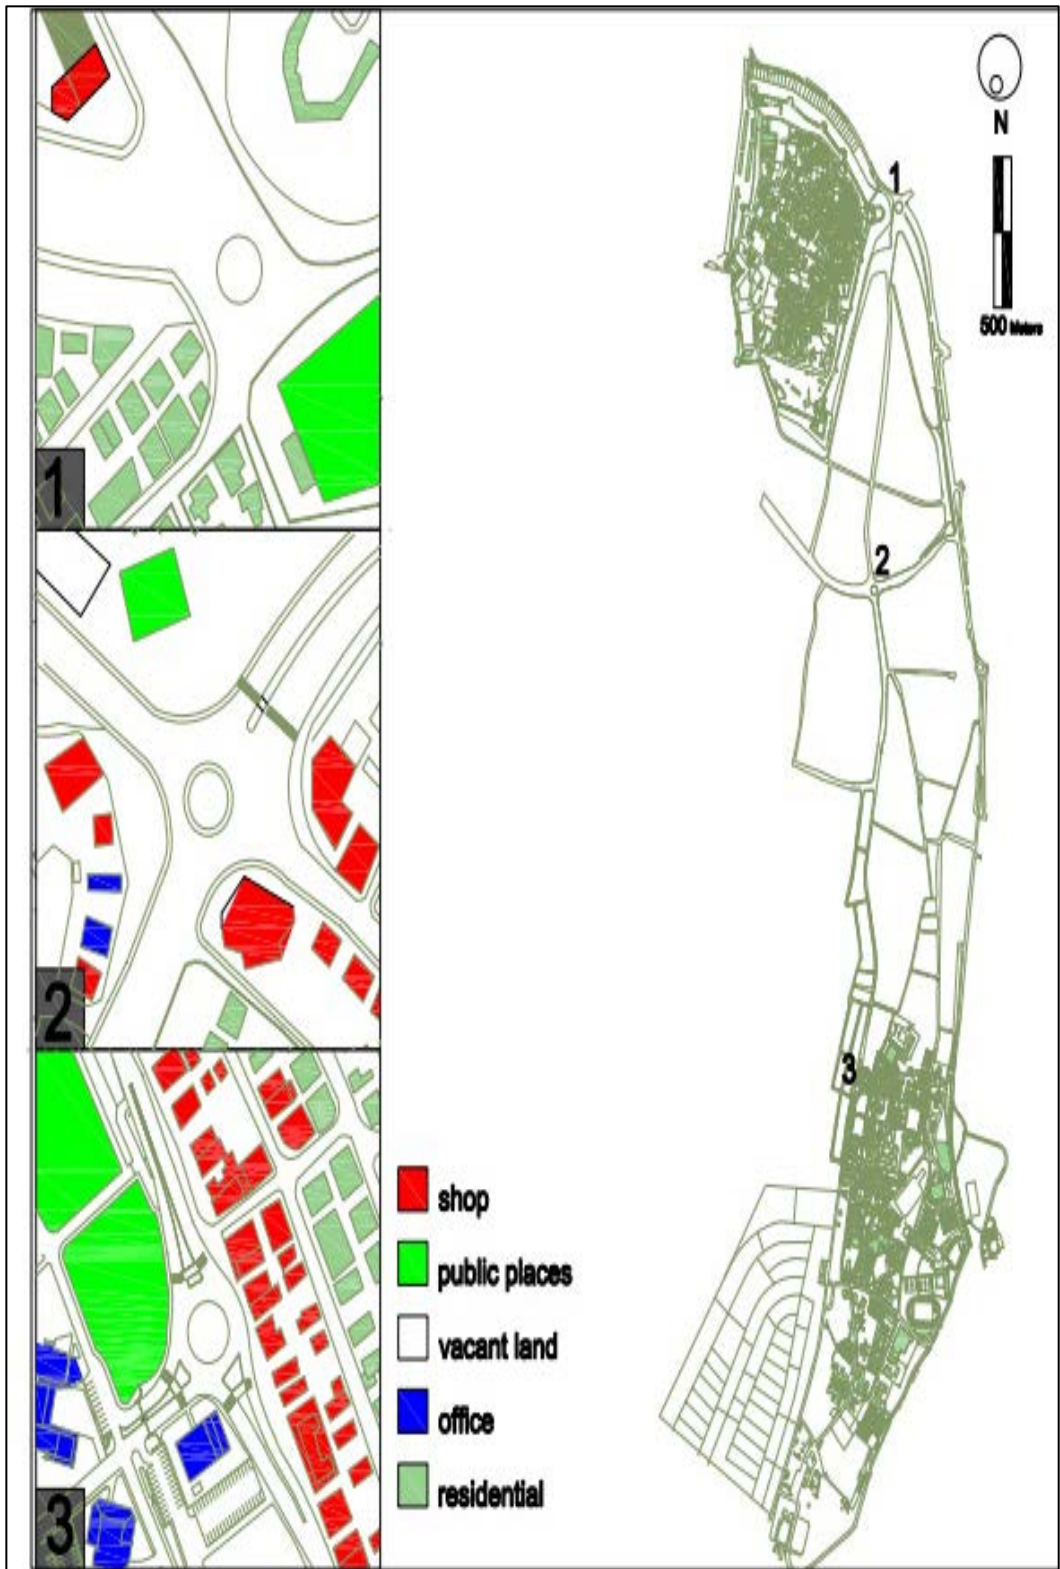 1
2
3
1
2
3
N
500 Meters
shop
public places
vacant land
office
residential